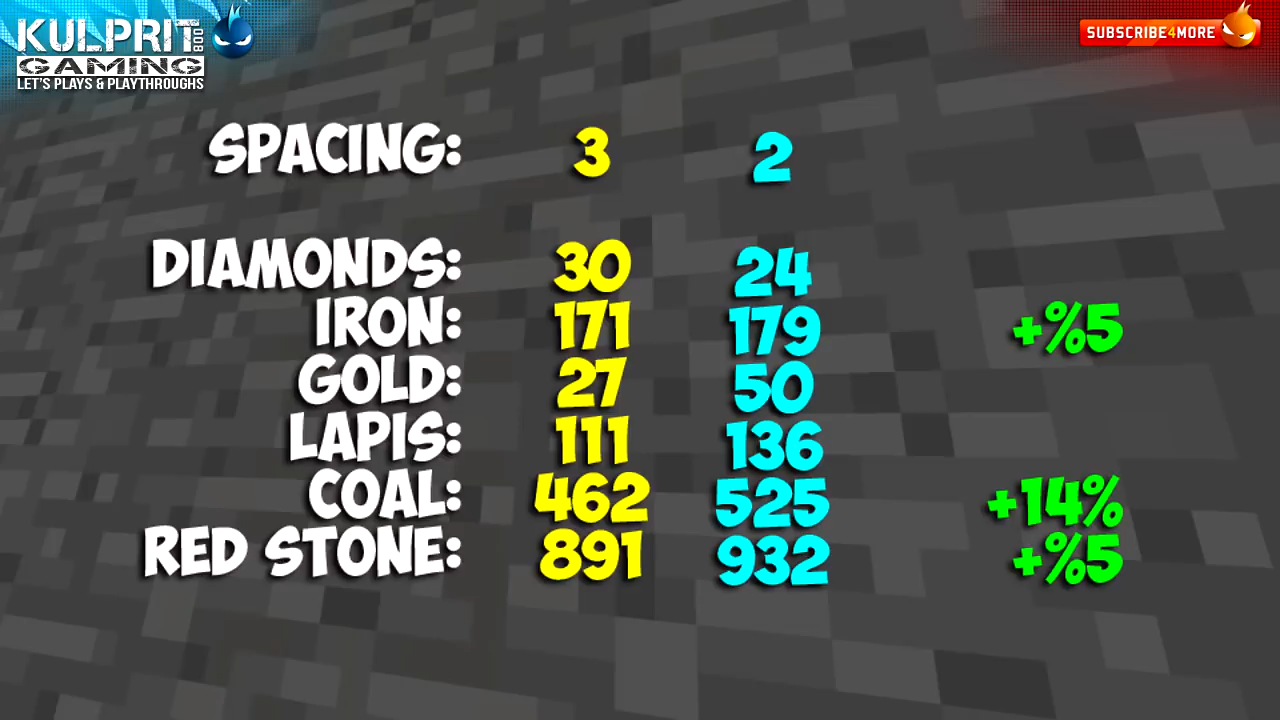 KULPRIT 008
GAMING
LET'S PLAYS & PLAYTHROUGHS
SUBSCRIBE4MORE
SPACING: 3 2
DIAMONDS: 30 24
IRON: 171 179 +%5
GOLD: 27 50
LAPIS: 111 136
COAL: 462 525 +14%
RED STONE: 891 932 +%5